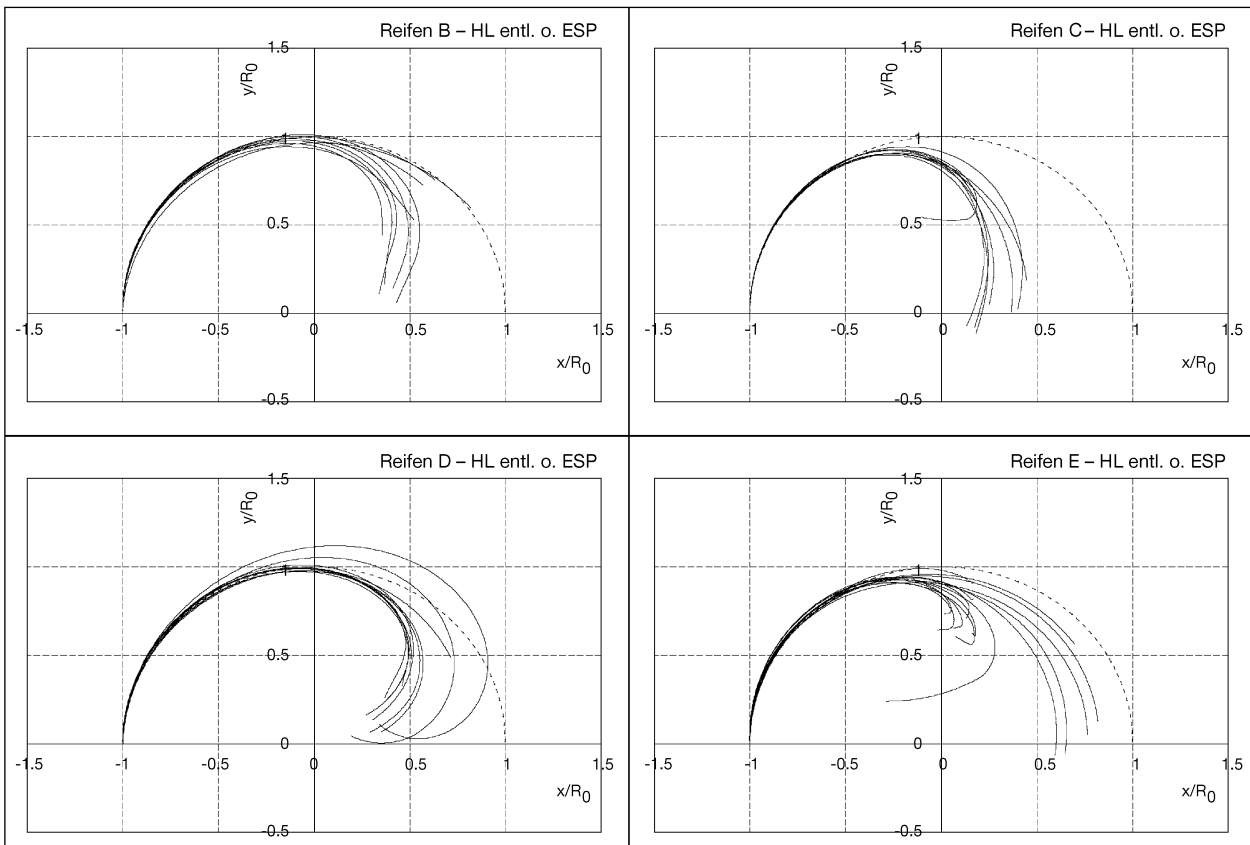 Reifen B – HL entl. o. ESP
1.5
y/R0
1
0.5
0
-1.5 -1 -0.5 0 0.5 1 1.5
x/R0
-0.5
Reifen C – HL entl. o. ESP
1.5
y/R0
1
0.5
0
-1.5 -1 -0.5 0 0.5 1 1.5
x/R0
-0.5
Reifen D – HL entl. o. ESP
1.5
y/R0
1
0.5
0
-1.5 -1 -0.5 0 0.5 1 1.5
x/R0
-0.5
Reifen E – HL entl. o. ESP
1.5
y/R0
1
0.5
0
-1.5 -1 -0.5 0 0.5 1 1.5
x/R0
-0.5